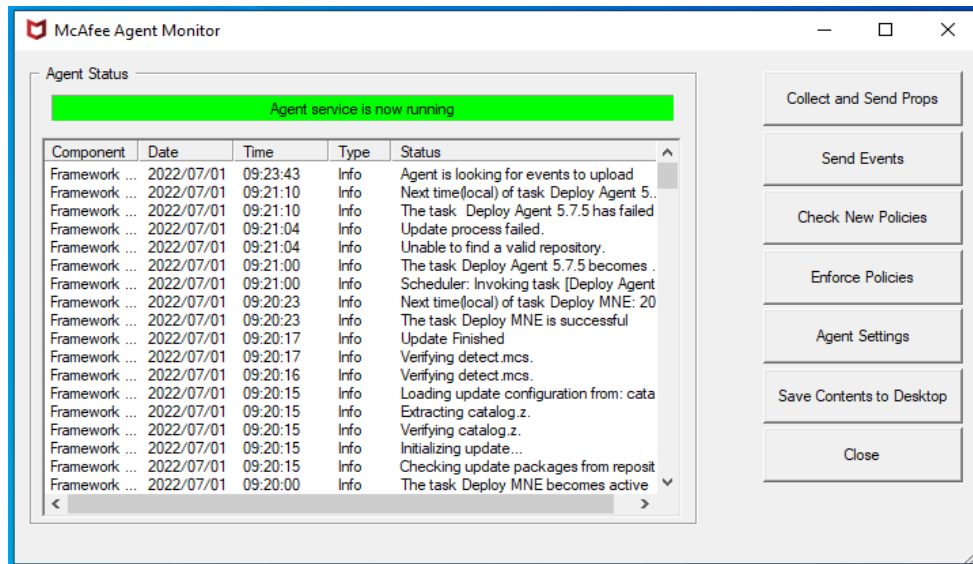 McAfee Agent Monitor
Agent Status
Agent service is now running
Component Date Time Type Status
Framework ... 2022/07/01 09:23:43 Info Agent is looking for events to upload
Framework ... 2022/07/01 09:21:10 Info Next time(local) of task Deploy Agent 5..
Framework ... 2022/07/01 09:21:10 Info The task Deploy Agent 5.7.5 has failed
Framework ... 2022/07/01 09:21:04 Info Update process failed.
Framework ... 2022/07/01 09:21:04 Info Unable to find a valid repository.
Framework ... 2022/07/01 09:21:00 Info The task Deploy Agent 5.7.5 becomes .
Framework ... 2022/07/01 09:21:00 Info Scheduler: Invoking task [Deploy Agent
Framework ... 2022/07/01 09:20:23 Info Next time(local) of task Deploy MNE: 20
Framework ... 2022/07/01 09:20:23 Info The task Deploy MNE is successful
Framework ... 2022/07/01 09:20:17 Info Update Finished
Framework ... 2022/07/01 09:20:17 Info Verifying detect.mcs.
Framework ... 2022/07/01 09:20:16 Info Verifying detect.mcs.
Framework ... 2022/07/01 09:20:15 Info Loading update configuration from: cata
Framework ... 2022/07/01 09:20:15 Info Extracting catalog.z.
Framework ... 2022/07/01 09:20:15 Info Verifying catalog.z.
Framework ... 2022/07/01 09:20:15 Info Initializing update...
Framework ... 2022/07/01 09:20:15 Info Checking update packages from reposit
Framework ... 2022/07/01 09:20:00 Info The task Deploy MNE becomes active
Collect and Send Props
Send Events
Check New Policies
Enforce Policies
Agent Settings
Save Contents to Desktop
Close